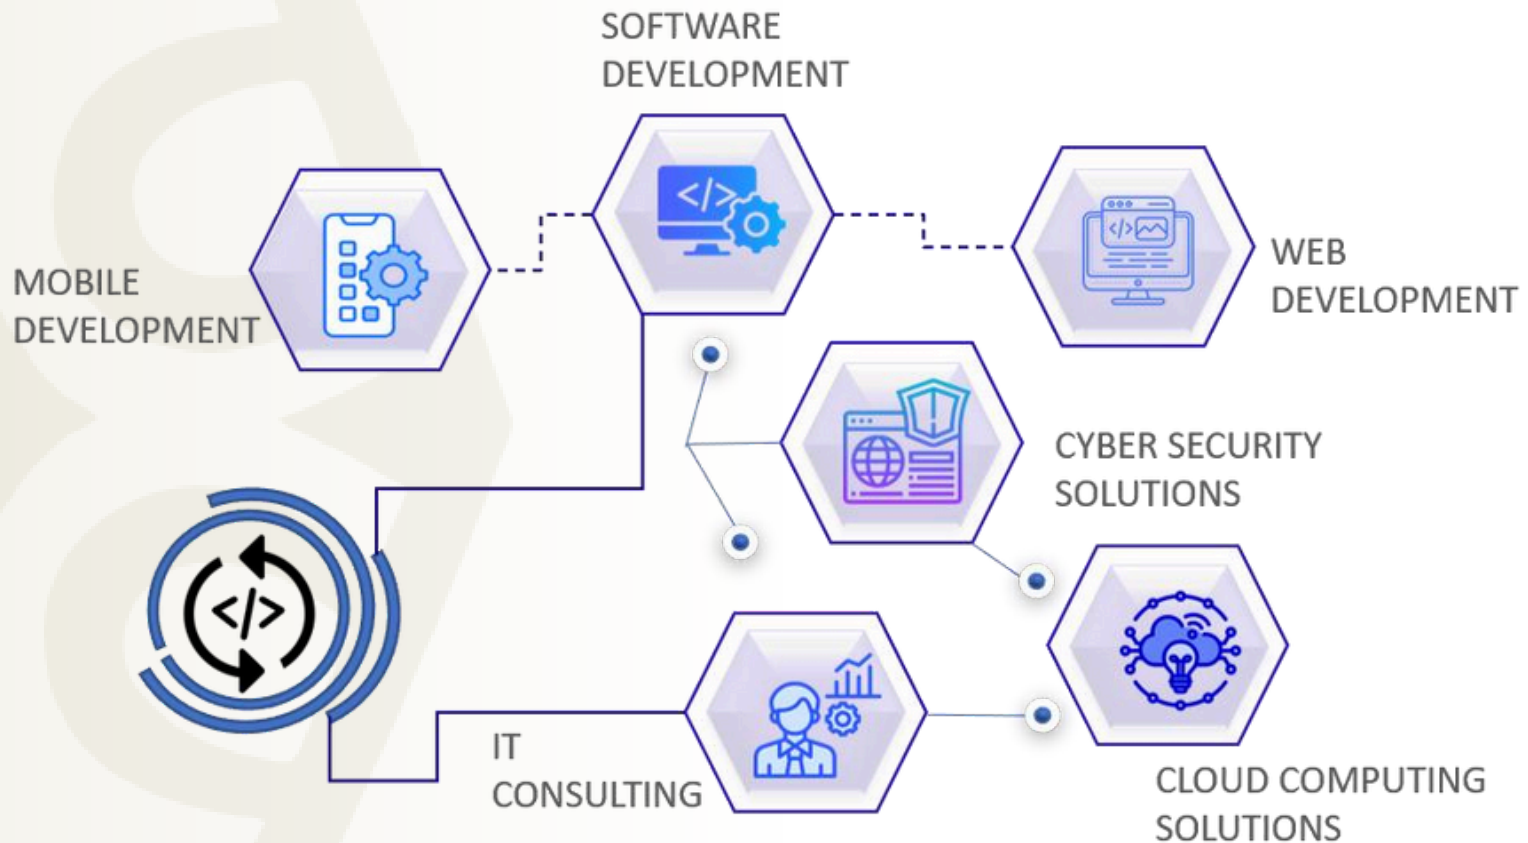 SOFTWARE
DEVELOPMENT
MOBILE
DEVELOPMENT
WEB
DEVELOPMENT
CYBER SECURITY
SOLUTIONS
IT
CONSULTING
CLOUD COMPUTING
SOLUTIONS